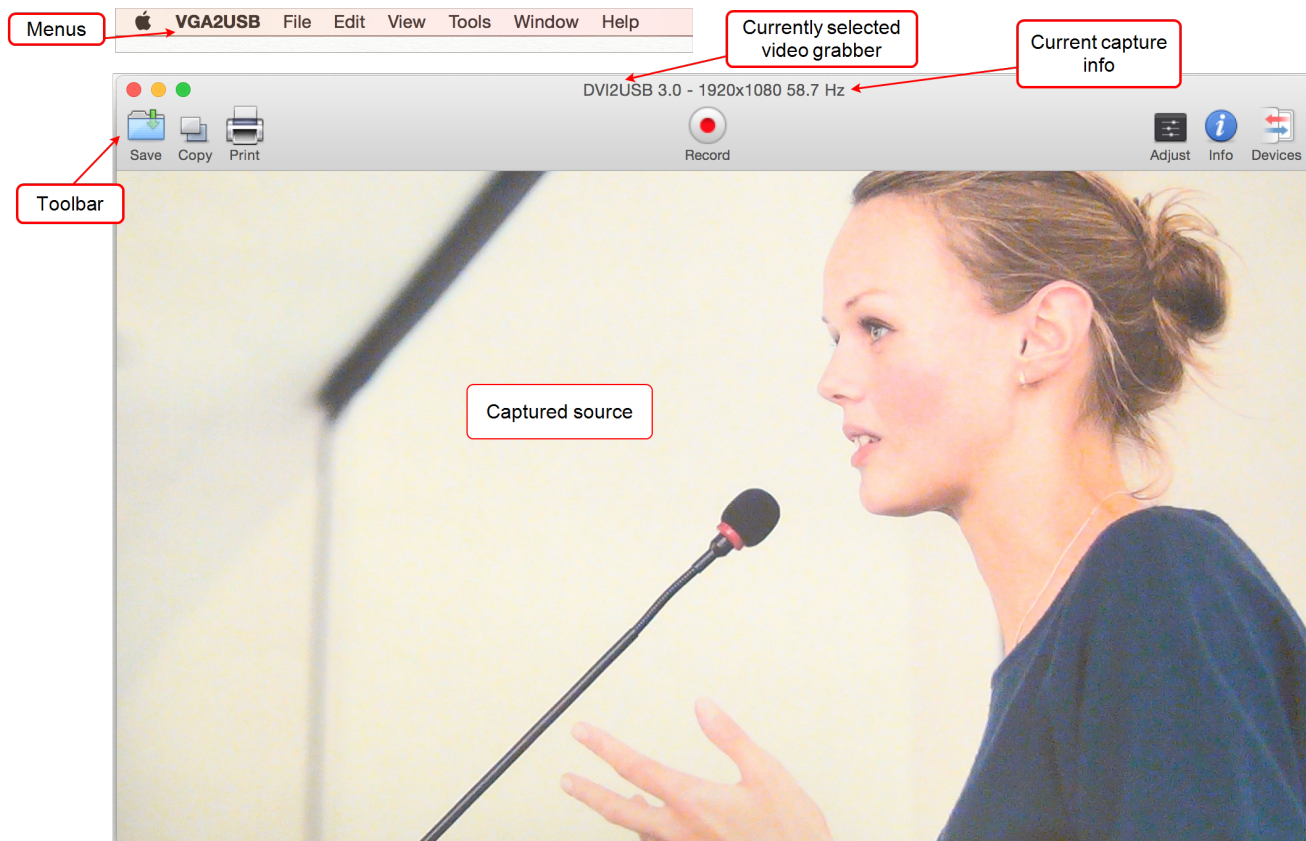 Menus
VGA2USB File Edit View Tools Window Help
Currently selected
video grabber
Current capture
info
DVI2USB 3.0 - 1920x1080 58.7 Hz
Save Copy Print Record Adjust Info Devices
Toolbar
Captured source